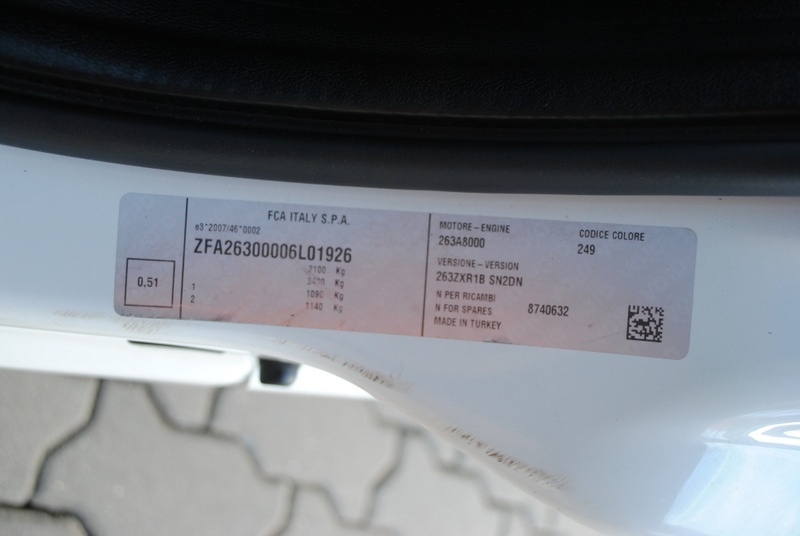 0.51
FCA ITALY S.P.A.
e3*2007/46*0002
ZFA26300006L01926
2100 Kg
Kg
1 1090 Kg
2 1140 Kg
MOTORE - ENGINE
263A8000
CODICE COLORE
249
VERSIONE - VERSION
263ZXR1B SN2DN
N PER RICAMBI
N FOR SPARES 8740632
MADE IN TURKEY